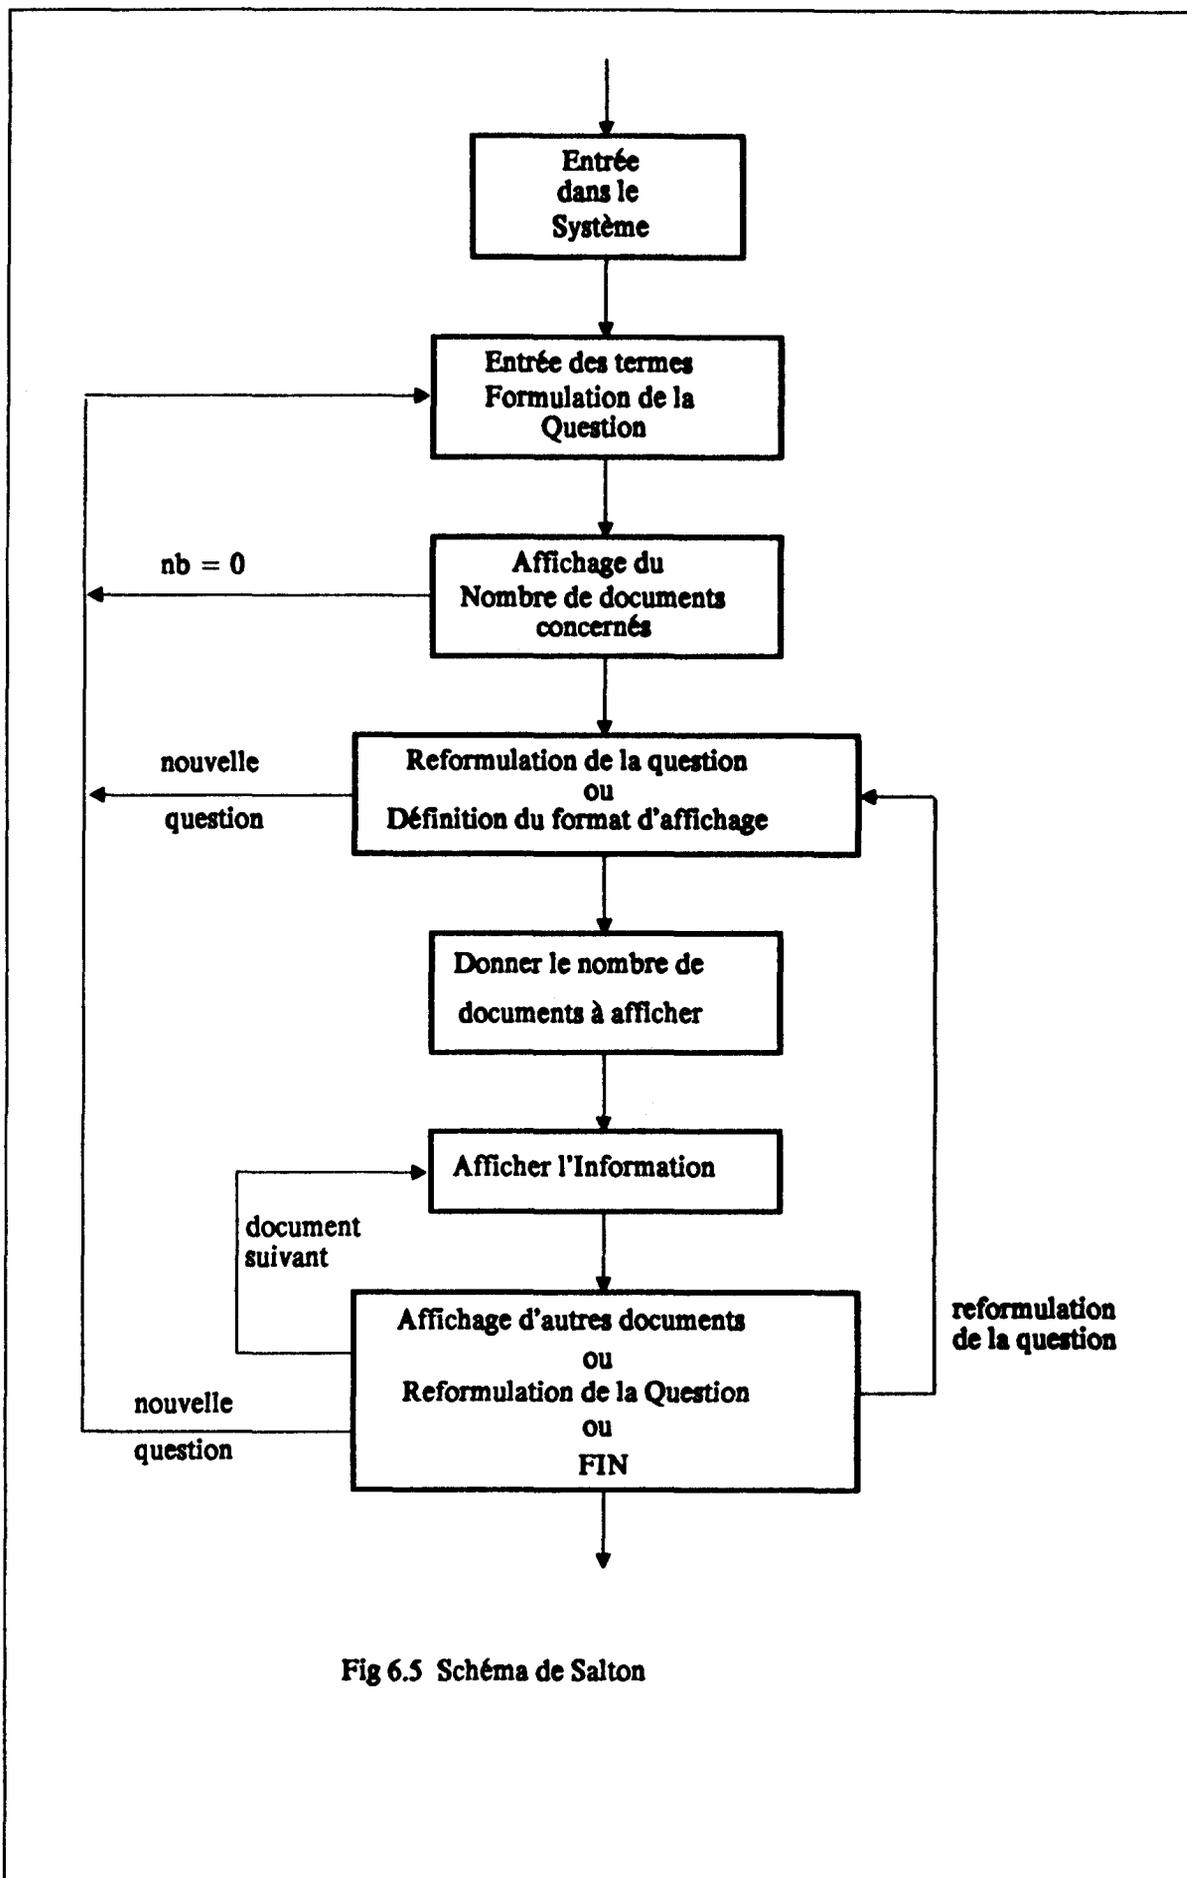 Entrée
dans le
Système
Entrée des termes
Formulation de la
Question
nb = 0
Affichage du
Nombre de documents
concernés
nouvelle
question
Reformulation de la question
ou
Définition du format d'affichage
Donner le nombre de
documents à afficher
Afficher l'Information
document
suivant
Affichage d'autres documents
ou
Reformulation de la Question
ou
FIN
reformulation
de la question
nouvelle
question
Fig 6.5 Schéma de Salton